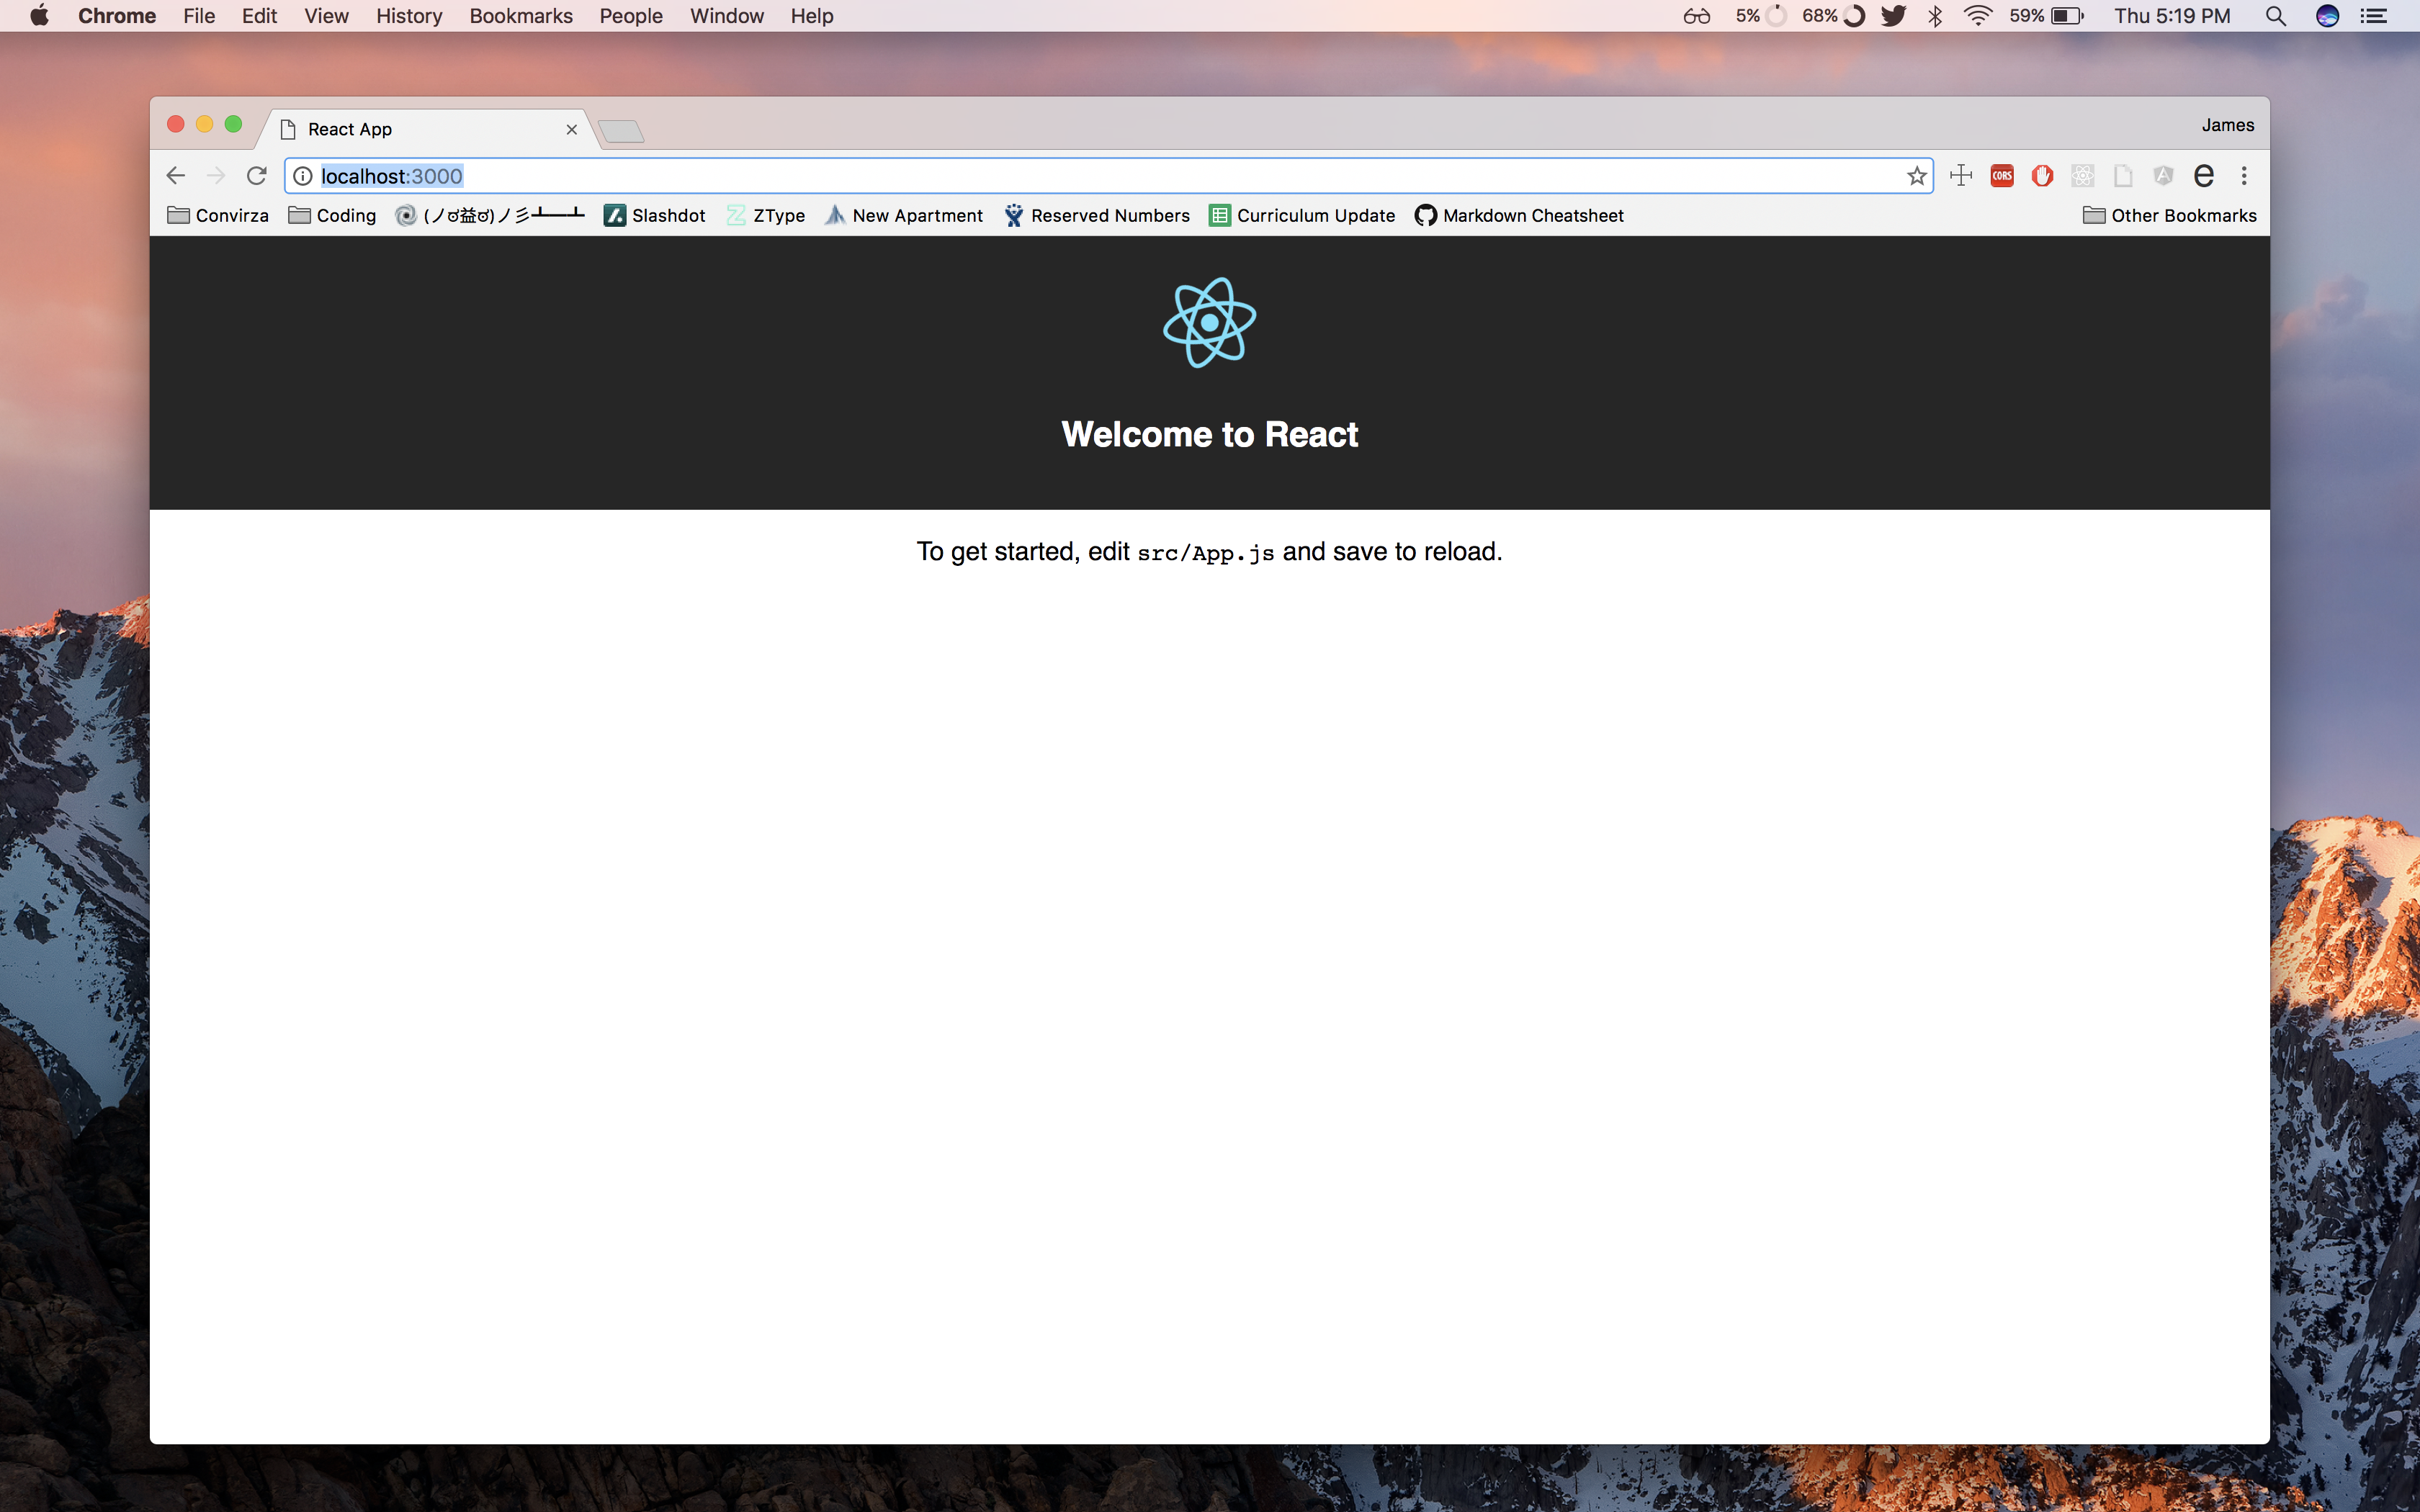 Chrome File Edit View History Bookmarks People Window Help 5% 68% 59% Thu 5:19 PM
React App James
localhost:3000 CORS
Convirza Coding (ノಠ益ಠ)ノ彡┻━┻ Slashdot ZType New Apartment Reserved Numbers Curriculum Update Markdown Cheatsheet Other Bookmarks
Welcome to React
To get started, edit src/App.js and save to reload.